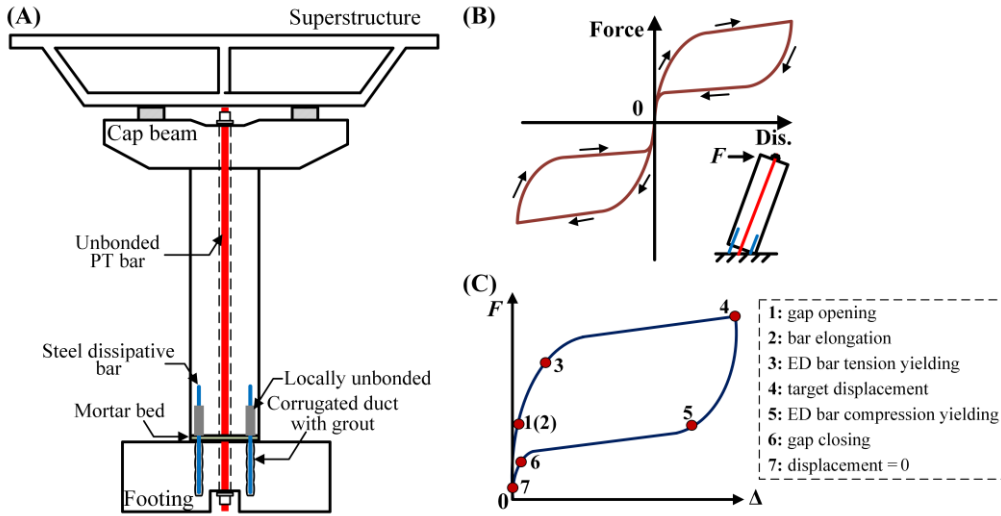 (A)
Superstructure
Cap beam
Unbonded
PT bar
Steel dissipative
bar
Locally unbonded
Mortar bed
Corrugated duct
with grout
Footing
(B)
Force
0
Dis.
F
(C)
F
4
3
1(2)
5
6
7
0
Δ
1: gap opening
2: bar elongation
3: ED bar tension yielding
4: target displacement
5: ED bar compression yielding
6: gap closing
7: displacement = 0